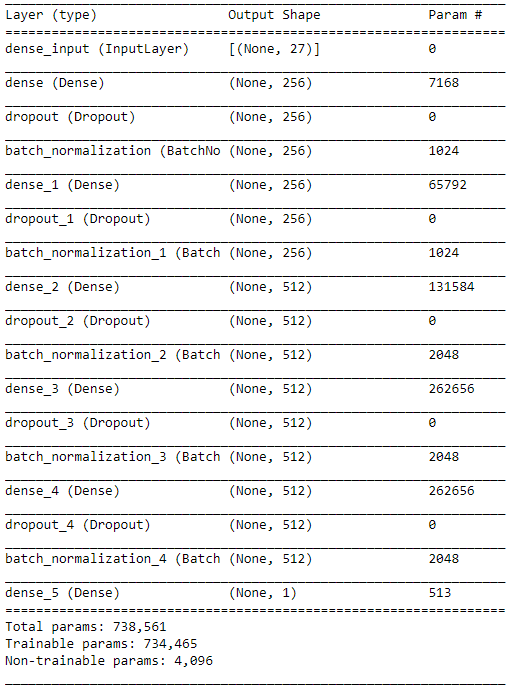 Layer (type) Output Shape Param #
dense_input (InputLayer) [(None, 27)] 0
dense (Dense) (None, 256) 7168
dropout (Dropout) (None, 256) 0
batch_normalization (BatchNo (None, 256) 1024
dense_1 (Dense) (None, 256) 65792
dropout_1 (Dropout) (None, 256) 0
batch_normalization_1 (Batch (None, 256) 1024
dense_2 (Dense) (None, 512) 131584
dropout_2 (Dropout) (None, 512) 0
batch_normalization_2 (Batch (None, 512) 2048
dense_3 (Dense) (None, 512) 262656
dropout_3 (Dropout) (None, 512) 0
batch_normalization_3 (Batch (None, 512) 2048
dense_4 (Dense) (None, 512) 262656
dropout_4 (Dropout) (None, 512) 0
batch_normalization_4 (Batch (None, 512) 2048
dense_5 (Dense) (None, 1) 513
Total params: 738,561
Trainable params: 734,465
Non-trainable params: 4,096